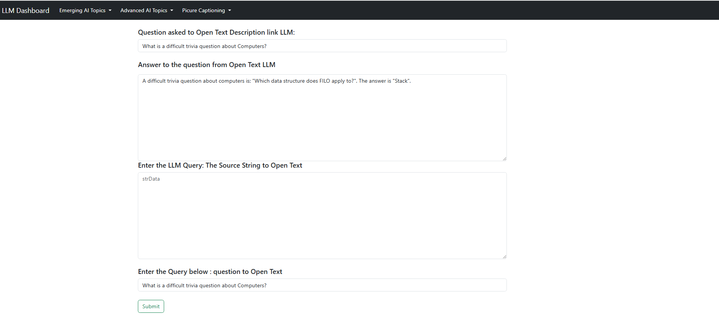 LLM Dashboard Emerging AI Topics Advanced AI Topics Picure Captioning
Question asked to Open Text Description link LLM:
What is a difficult trivia question about Computers?
Answer to the question from Open Text LLM
A difficult trivia question about computers is: "Which data structure does FILO apply to?". The answer is "Stack".
Enter the LLM Query: The Source String to Open Text
strData
Enter the Query below : question to Open Text
What is a difficult trivia question about Computers?
Submit